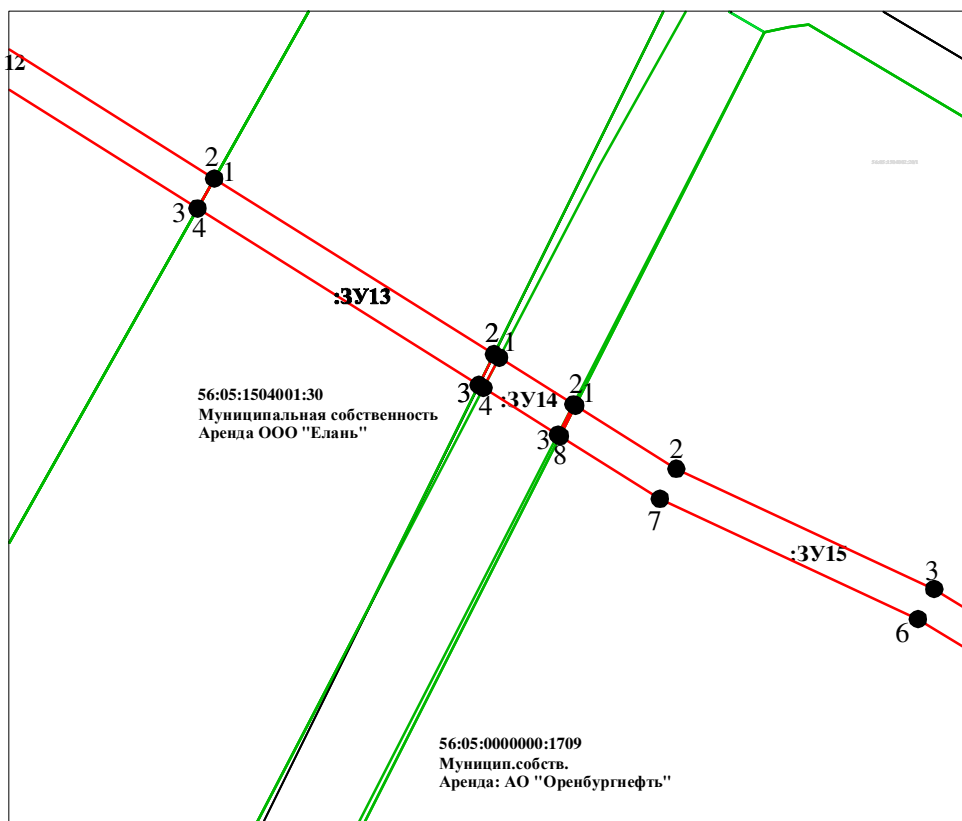 12
2
1
3
4
:ЗУ13
2
1
3
4
:ЗУ14
2
1
3
8
56:05:1504001:30
Муниципальная собственность
Аренда ООО "Елань"
2
7
:ЗУ15
3
6
56:05:0000000:1709
Муницип.собств.
Аренда: АО "Оренбургнефть"